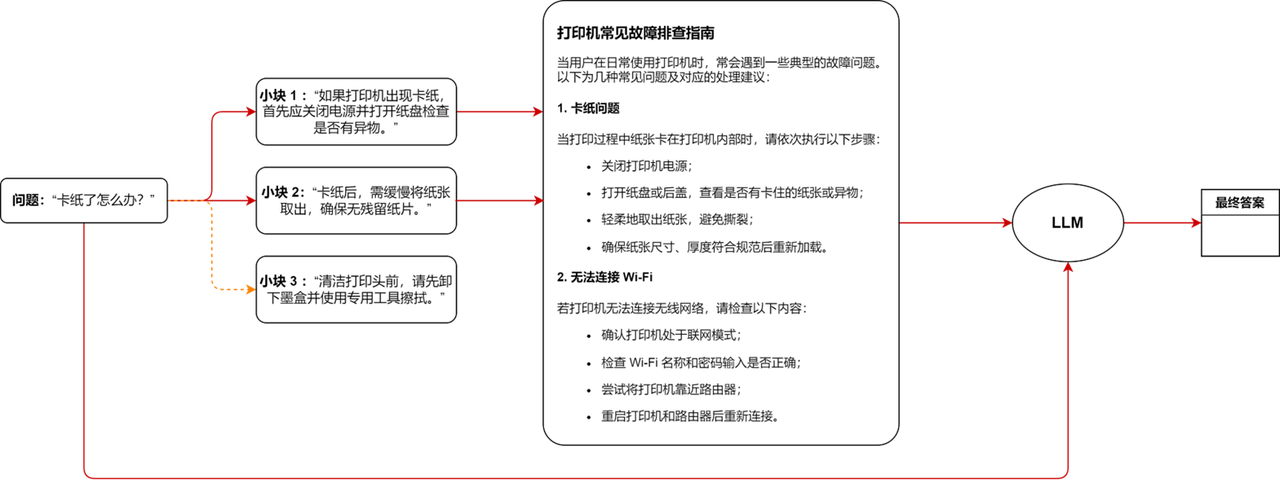 问题：“卡纸了怎么办？”
小块 1 ：“如果打印机出现卡纸，
首先应关闭电源并打开纸盘检查
是否有异物。”
小块 2：“卡纸后，需缓慢将纸张
取出，确保无残留纸片。”
小块 3 ：“清洁打印头前，请先卸
下墨盒并使用专用工具擦拭。”
打印机常见故障排查指南
当用户在日常使用打印机时，常会遇到一些典型的故障问题。
以下为几种常见问题及对应的处理建议：
1. 卡纸问题
当打印过程中纸张卡在打印机内部时，请依次执行以下步骤：
• 关闭打印机电源；
• 打开纸盘或后盖，查看是否有卡住的纸张或异物；
• 轻柔地取出纸张，避免撕裂；
• 确保纸张尺寸、厚度符合规范后重新加载。
2. 无法连接 Wi-Fi
若打印机无法连接无线网络，请检查以下内容：
• 确认打印机处于联网模式；
• 检查 Wi-Fi 名称和密码输入是否正确；
• 尝试将打印机靠近路由器；
• 重启打印机和路由器后重新连接。
LLM
最终答案